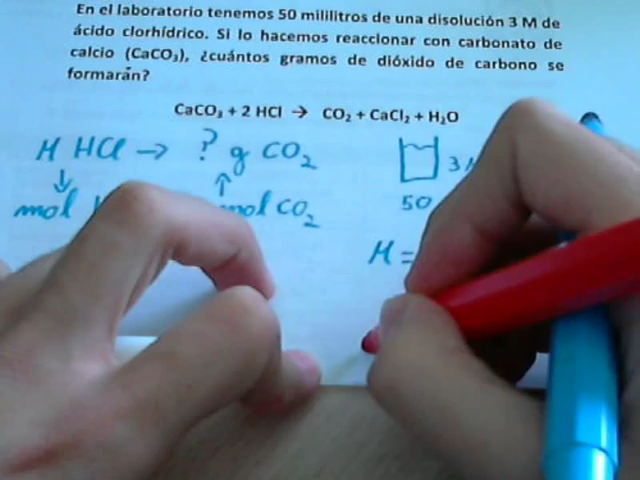 En el laboratorio tenemos 50 mililitros de una disolución 3 M de
ácido clorhídrico. Si lo hacemos reaccionar con carbonato de
calcio (CaCO₃), ¿cuántos gramos de dióxido de carbono se
formarán?
CaCO₃ + 2 HCl → CO₂ + CaCl₂ + H₂O
M HCl → ? g CO₂
3
↓ ↑
mol mol CO₂
50
M =